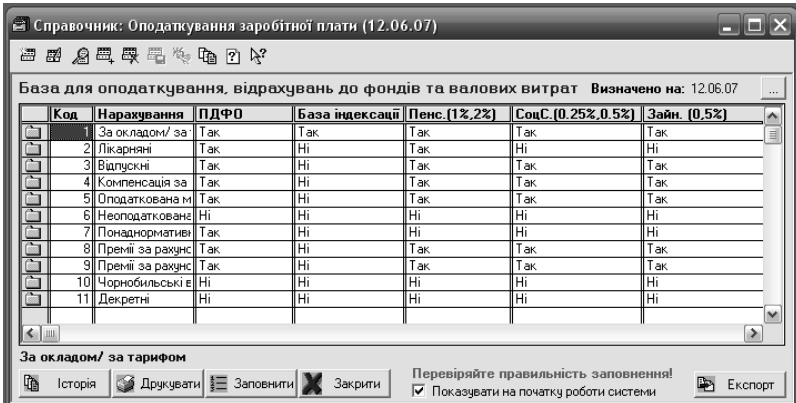 Справочник: Оподаткування заробітної плати (12.06.07)
База для оподаткування, відрахувань до фондів та валових витрат Визначено на: 12.06.07 ...
Код Нарахування ПДФО База індексації Пенс.(1%,2%) СоцС.(0.25%,0.5%) Зайн. (0,5%)
1 За окладом/ за Так Так Так Так Так
2 Лікарняні Так Ні Так Ні Ні
3 Відпускні Так Ні Так Так Так
4 Компенсація за Так Ні Так Так Так
5 Оподаткована м Так Ні Так Так Так
6 Неоподаткована Ні Ні Ні Ні Ні
7 Понаднормативн Так Ні Ні Ні Ні
8 Премії за рахунс Так Ні Так Так Так
9 Премії за рахунс Так Ні Так Так Так
10 Чорнобильські в Ні Ні Ні Ні Ні
11 Декретні Ні Ні Ні Ні Ні
За окладом/ за тарифом
Історія Друкувати Заповнити Закрити Перевіряйте правильність заповнення!
Показувати на початку роботи системи Експорт